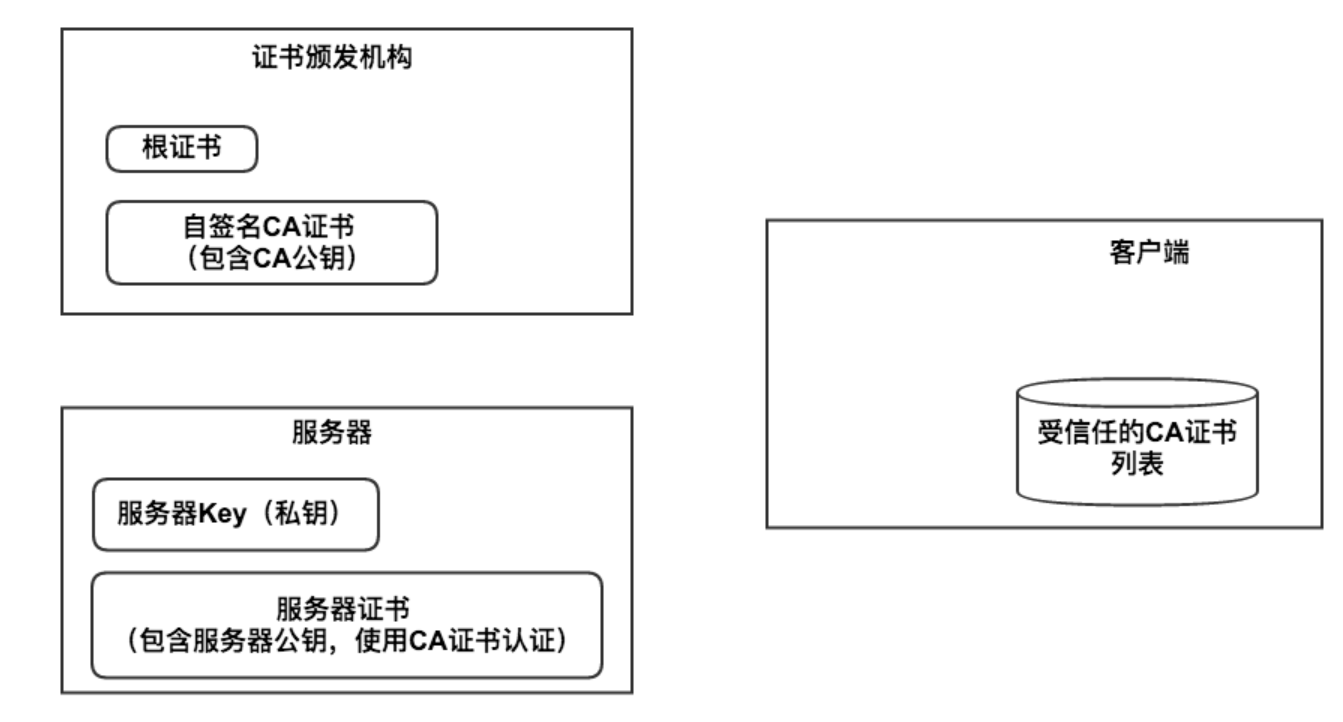 证书颁发机构
根证书
自签名CA证书
（包含CA公钥）
服务器
服务器Key（私钥）
服务器证书
（包含服务器公钥，使用CA证书认证）
客户端
受信任的CA证书
列表